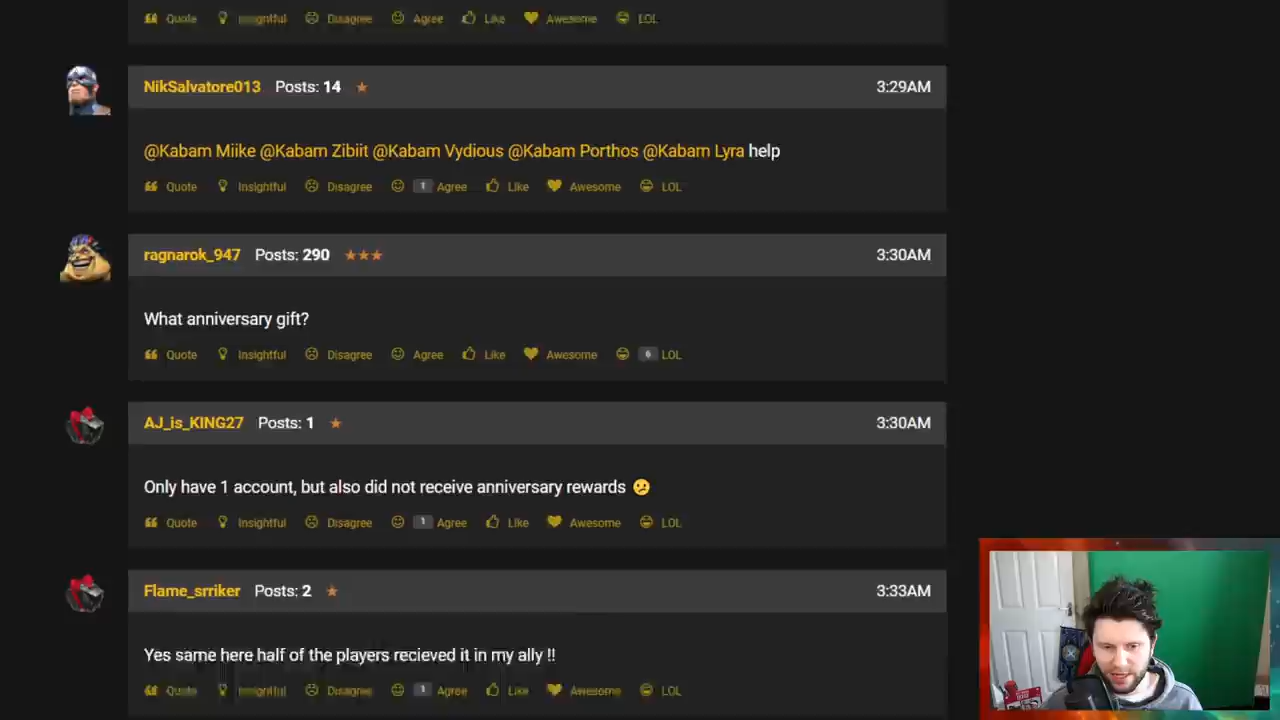 Quote Insightful Disagree Agree Like Awesome LOL
NikSalvatore013 Posts: 14 3:29AM
@Kabam Miike @Kabam Zibiit @Kabam Vydious @Kabam Porthos @Kabam Lyra help
Quote Insightful Disagree 1 Agree Like Awesome LOL
ragnarok_947 Posts: 290 3:30AM
What anniversary gift?
Quote Insightful Disagree Agree Like Awesome 6 LOL
AJ_is_KING27 Posts: 1 3:30AM
Only have 1 account, but also did not receive anniversary rewards 😕
Quote Insightful Disagree 1 Agree Like Awesome LOL
Flame_srriker Posts: 2 3:33AM
Yes same here half of the players recieved it in my ally !!
Quote Insightful Disagree 1 Agree Like Awesome LOL